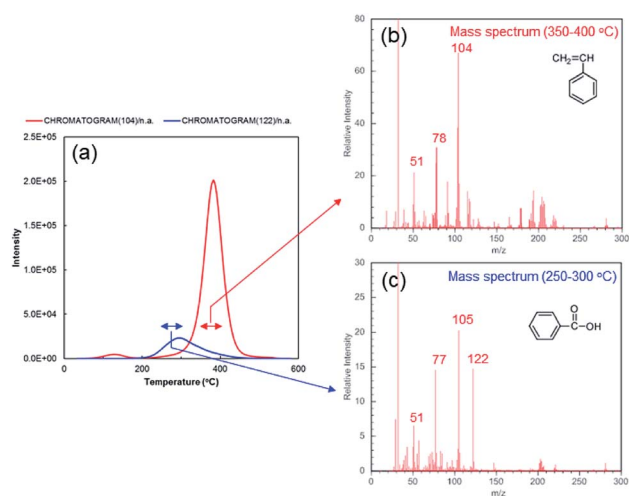 CHROMATOGRAM(104)/n.a.
CHROMATOGRAM(122)/n.a.
(a)
2.5E+05
2.0E+05
1.5E+05
1.0E+05
5.0E+04
0.0E+00
Intensity
0
200
400
600
Temperature (°C)
(b)
Mass spectrum (350-400 °C)
80
60
40
20
0
Relative Intensity
51
78
104
CH2=CH
0
50
100
150
200
250
300
m/z
(c)
Mass spectrum (250-300 °C)
30
25
20
15
10
5
0
Relative Intensity
51
77
105
122
O
C-OH
0
50
100
150
200
250
300
m/z